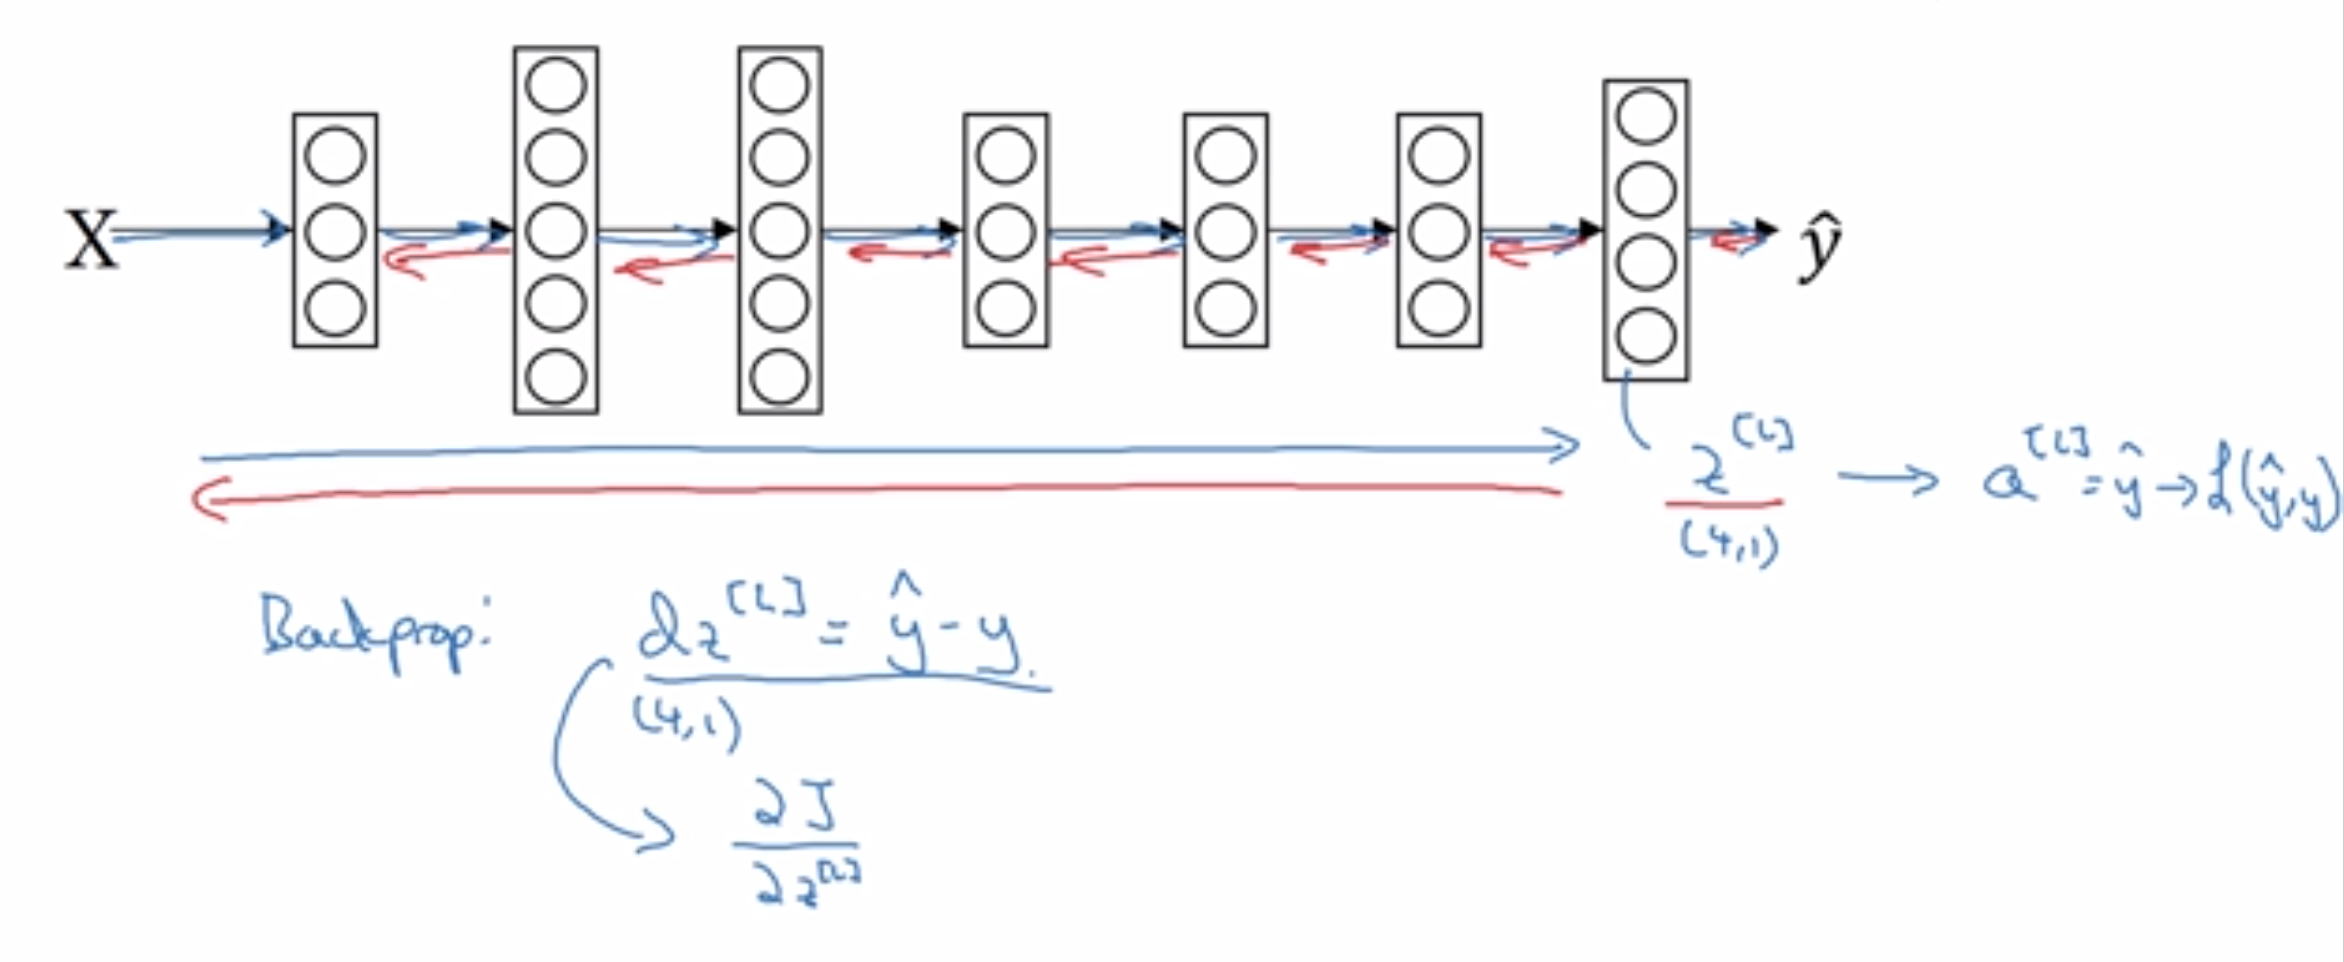 X ŷ
z^[L] → a^[L] = ŷ → ℒ(ŷ, y)
(4,1)
Backprop: dz^[L] = ŷ - y.
(4,1)
∂J
∂z^[L]